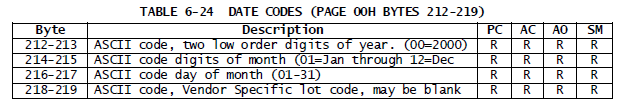 TABLE 6-24 DATE CODES (PAGE 00H BYTES 212-219)
Byte Description PC AC AO SM
212-213 ASCII code, two low order digits of year. (00=2000) R R R R
214-215 ASCII code digits of month (01=Jan through 12=Dec R R R R
216-217 ASCII code day of month (01-31) R R R R
218-219 ASCII code, Vendor Specific lot code, may be blank R R R R